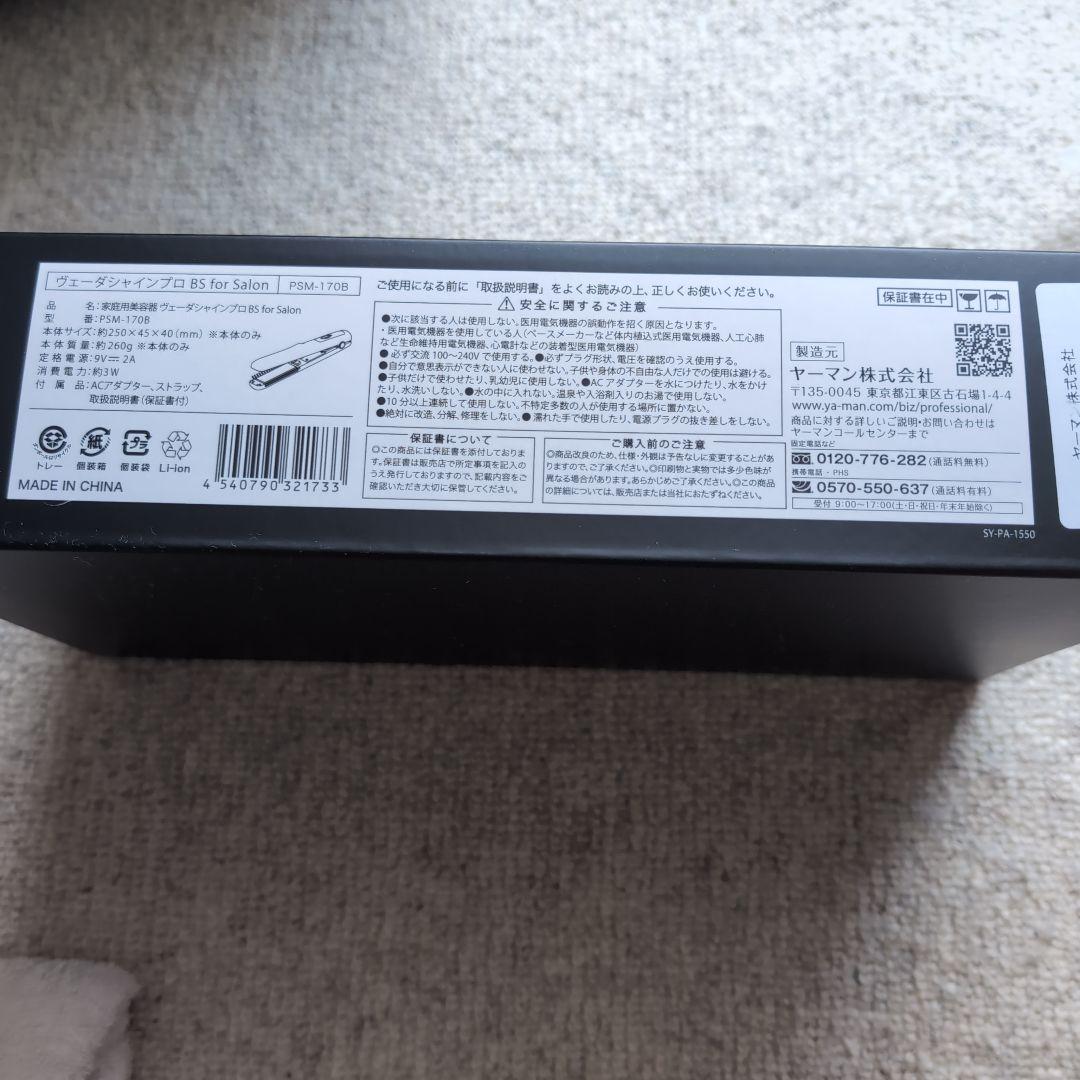 ヴェーダシャインプロ BS for Salon PSM-170B
品 名：家庭用美容器 ヴェーダシャインプロ BS for Salon
型 番：PSM-170B
本体サイズ：約250×45×40（mm）※本体のみ
本体質量：約260g ※本体のみ
定格電源：9V⎓2A
消費電力：約3W
付属品：ACアダプター、ストラップ、
取扱説明書（保証書付）
トレー
個装箱
個装袋
Li-ion
紙
プラ
MADE IN CHINA
4 540790 321733
ご使用になる前に「取扱説明書」をよくお読みの上、正しくお使いください。
安全に関するご注意
●次に該当する人は使用しない。医用電気機器の誤動作を招く原因となります。
・医用電気機器を使用している人（ペースメーカーなど体内植込式医用電気機器、人工心肺
など生命維持用電気機器、心電計などの装着型医用電気機器）
●必ず交流100～240Vで使用する。●必ずプラグ形状、電圧を確認のうえ使用する。
●自分で意思表示ができない人に使わせない。子供や身体の不自由な人だけでの使用は避ける。
●子供だけで使わせたり、乳幼児に使用しない。●ACアダプターを水につけたり、水をかけ
たり、水洗いしない。●水の中に入れない。温泉や入浴剤入りのお湯で使用しない。
●10分以上連続して使用しない。不特定多数の人が使用する場所に置かない。
●絶対に改造、分解、修理をしない。●濡れた手で使用したり、電源プラグの抜き差しをしない。
保証書について
◎この商品には保証書を添付しており
ます。保証書は販売店で所定事項を記入の
うえ発行しておりますので、記載内容をご
確認いただき大切に保管してください。
ご購入前のご注意
◎商品改良のため、仕様・外観は予告なしに変更することがあ
りますので、ご了承ください。◎印刷物と実物では多少色味が
異なる場合があります。あらかじめご了承ください。◎この商品
の詳細については、販売店または当社におたずねください。
保証書在中
製造元
ヤーマン株式会社
〒135-0045 東京都江東区古石場1-4-4
www.ya-man.com/biz/professional/
商品に対する詳しいご説明・お問い合わせは
ヤーマンコールセンターまで
固定電話など
0120-776-282（通話料無料）
携帯電話・PHS
0570-550-637（通話料有料）
受付 9:00～17:00（土・日・祝日・年末年始除く）
SY-PA-1550
ヤーマン
株式会社